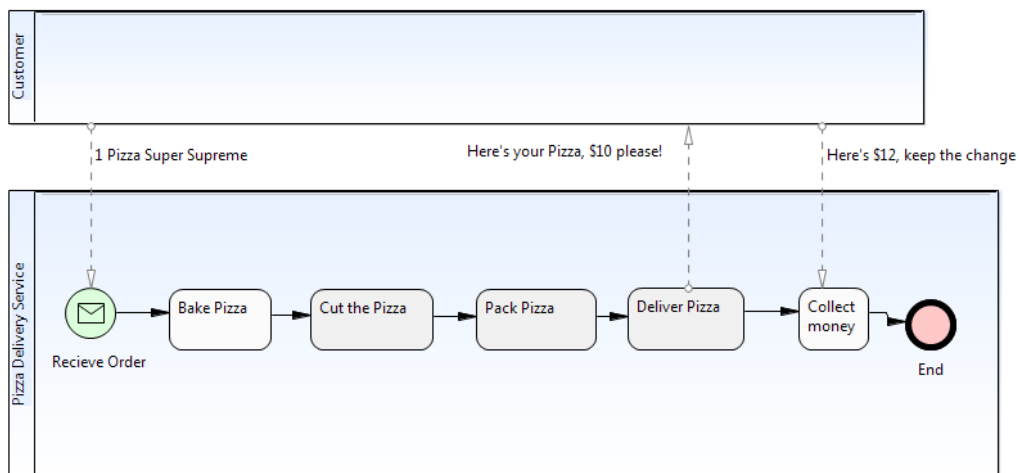 Customer
1 Pizza Super Supreme
Here's your Pizza, $10 please!
Here's $12, keep the change
Pizza Delivery Service
Recieve Order
Bake Pizza
Cut the Pizza
Pack Pizza
Deliver Pizza
Collect
money
End